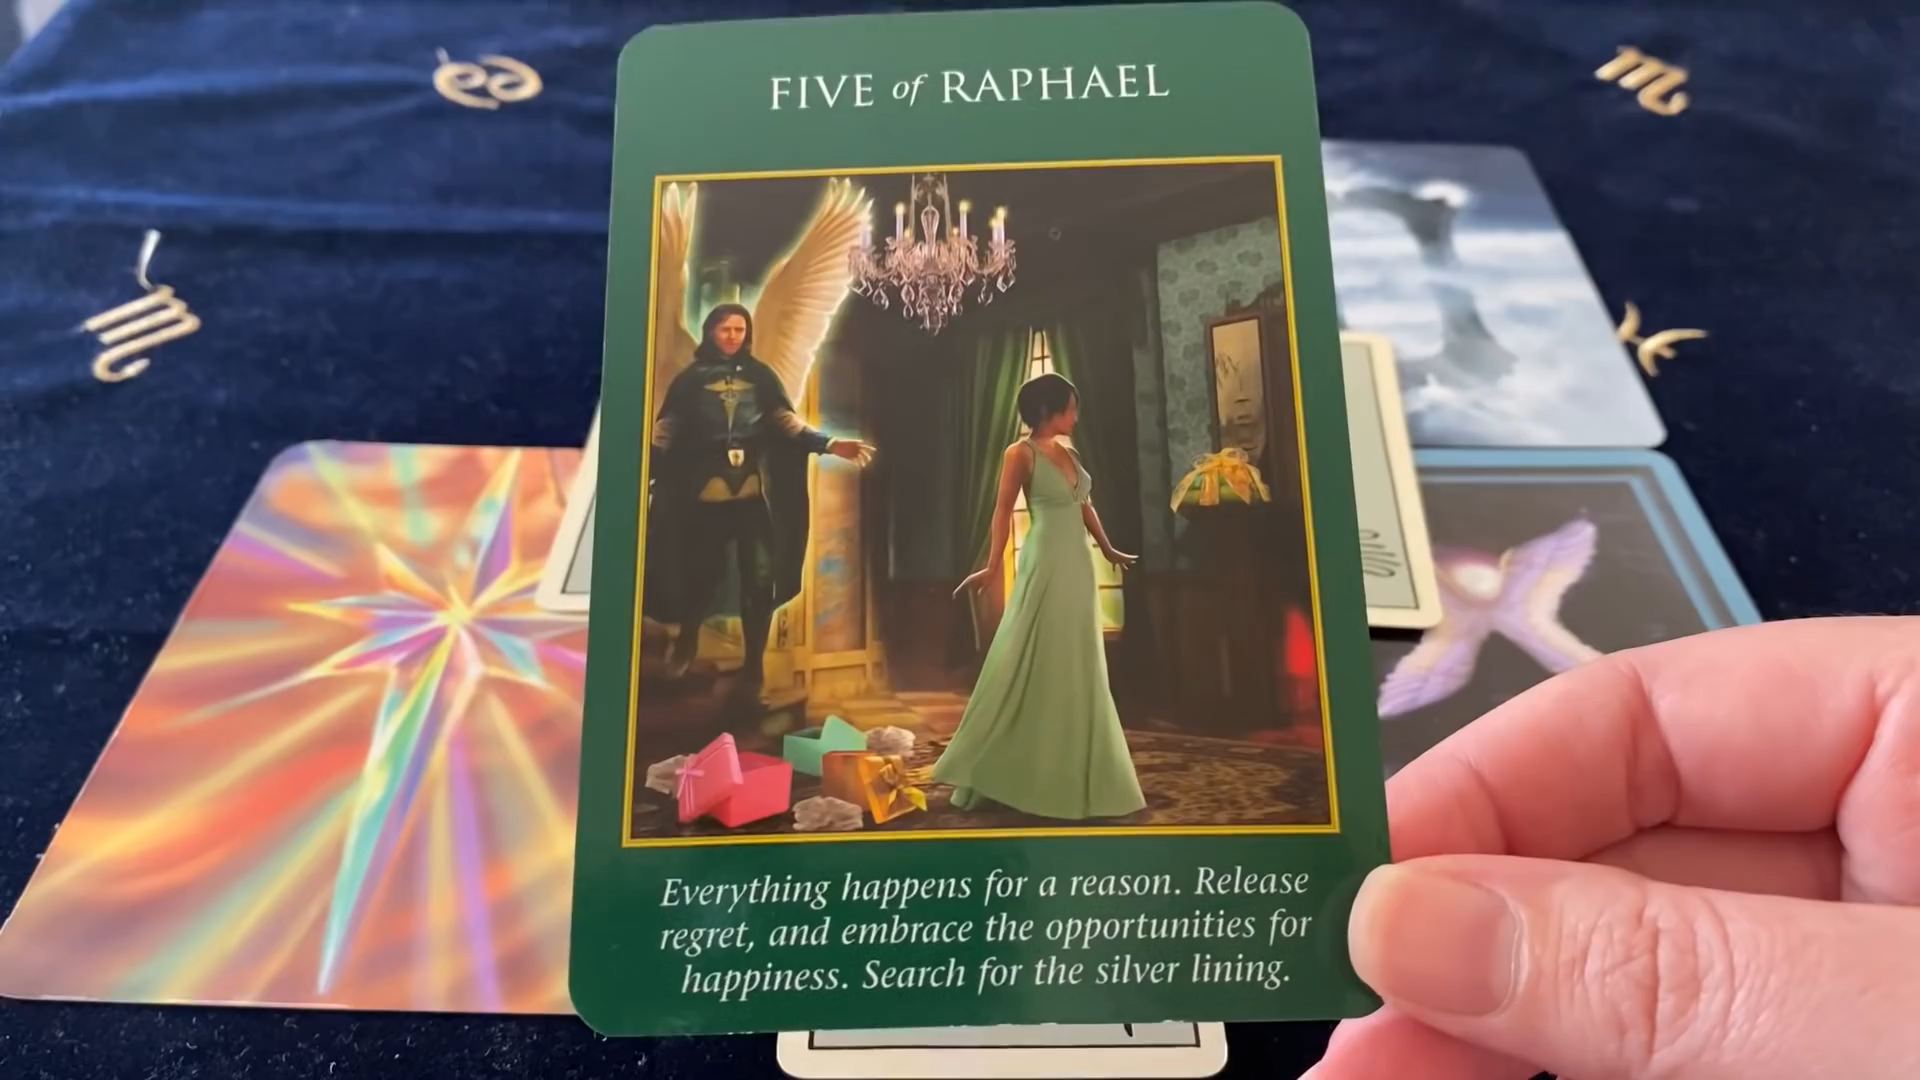 FIVE of RAPHAEL
Everything happens for a reason. Release
regret, and embrace the opportunities for
happiness. Search for the silver lining.